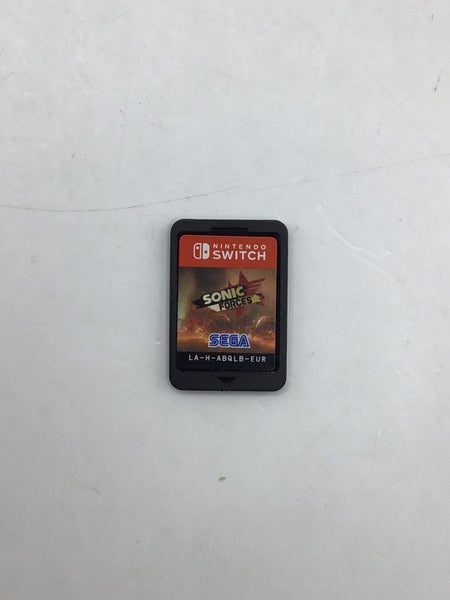 NINTENDO
SWITCH
SONIC
FORCES
SEGA
LA-H-ABQLB-EUR